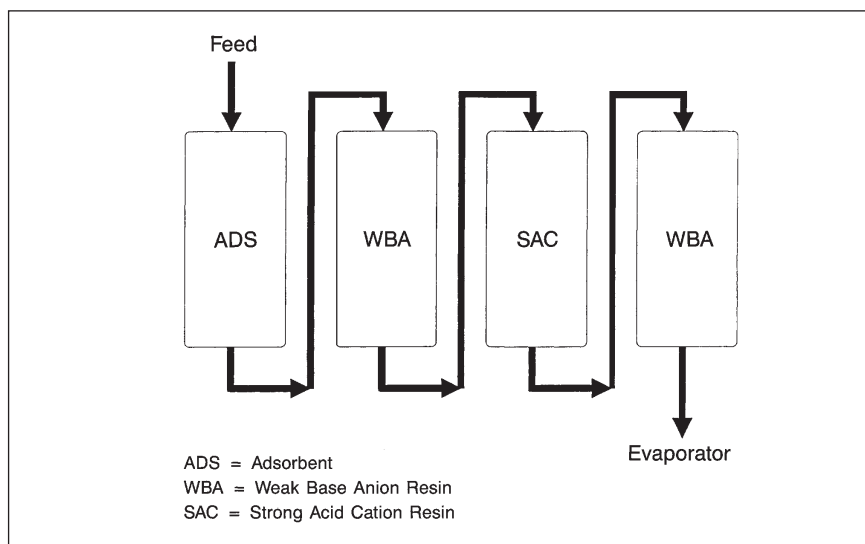 Feed
ADS
WBA
SAC
WBA
Evaporator
ADS = Adsorbent
WBA = Weak Base Anion Resin
SAC = Strong Acid Cation Resin